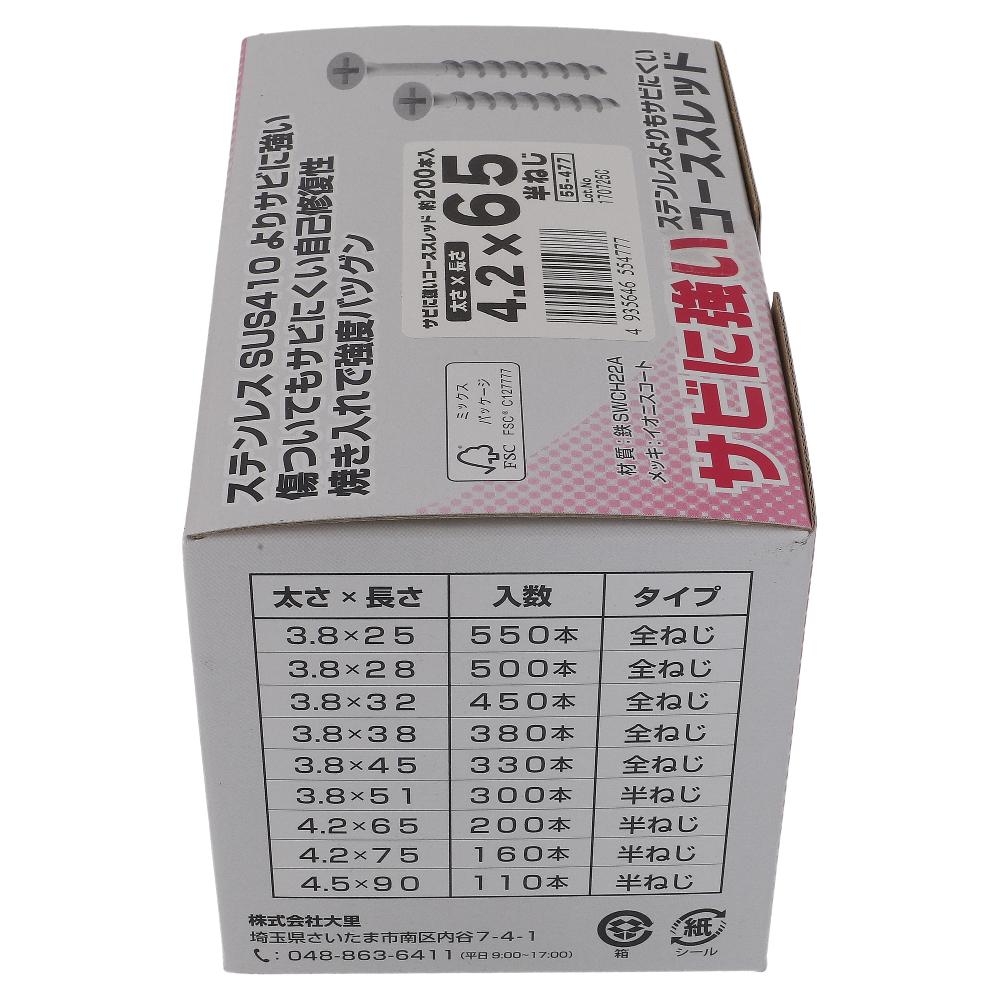 ステンレスSUS410よりサビに強い
傷ついてもサビにくい自己修復性
焼き入れで強度バツグン
サビに強いコーススレッド 約200本入
太さ×長さ
4.2×65
半ねじ
55-477
Lot.No
170726C
4 935646 554777
ミックス
パッケージ
FSC
FSC® C127777
材質:鉄SWCH22A
メッキ:イオニスコート
ステンレスよりもサビにくい
サビに強いコーススレッド
太さ×長さ 入数 タイプ
3.8×25 550本 全ねじ
3.8×28 500本 全ねじ
3.8×32 450本 全ねじ
3.8×38 380本 全ねじ
3.8×45 330本 全ねじ
3.8×51 300本 半ねじ
4.2×65 200本 半ねじ
4.2×75 160本 半ねじ
4.5×90 110本 半ねじ
株式会社大里
埼玉県さいたま市南区内谷7-4-1
:048-863-6411(平日9:00~17:00)
箱
紙
シール